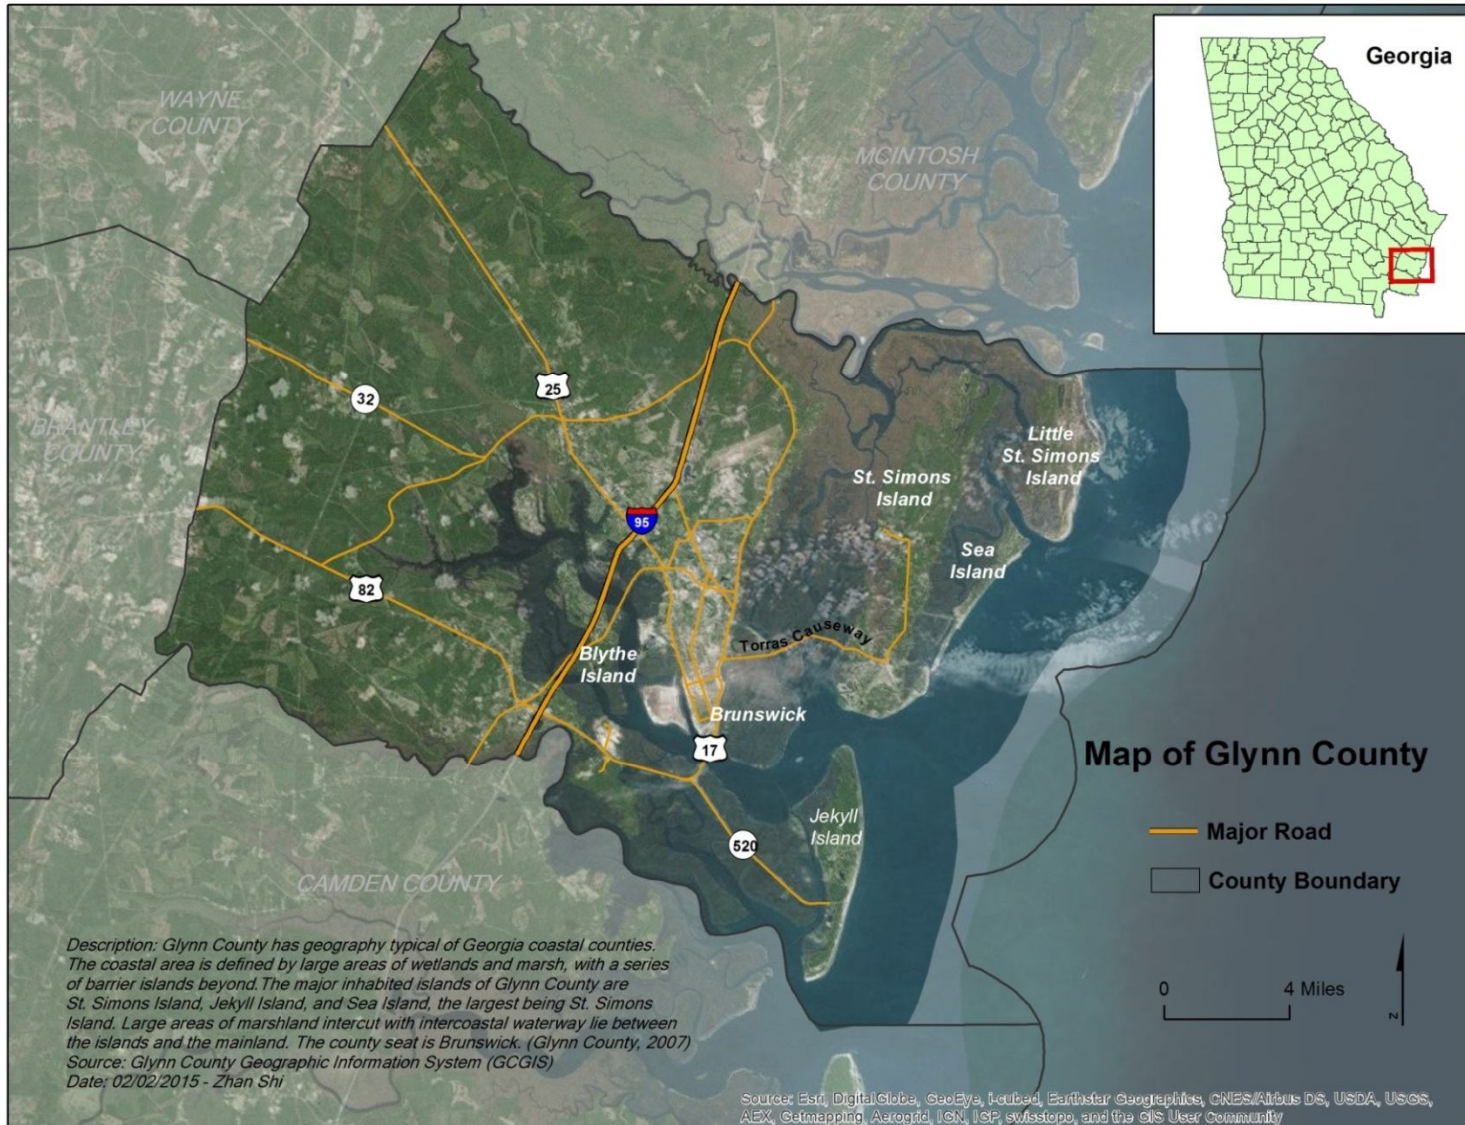 Georgia
WAYNE
COUNTY
MCINTOSH
COUNTY
25
32
BRANTLEY
COUNTY
Little
St. Simons
Island
St. Simons
Island
95
Sea
Island
82
Torras Causeway
Blythe
Island
Brunswick
17
Map of Glynn County
Jekyll
Island
Major Road
520
County Boundary
CAMDEN COUNTY
Description: Glynn County has geography typical of Georgia coastal counties.
The coastal area is defined by large areas of wetlands and marsh, with a series
of barrier islands beyond. The major inhabited islands of Glynn County are
St. Simons Island, Jekyll Island, and Sea Island, the largest being St. Simons
Island. Large areas of marshland intercut with intercoastal waterway lie between
the islands and the mainland. The county seat is Brunswick. (Glynn County, 2007)
Source: Glynn County Geographic Information System (GCGIS)
Date: 02/02/2015 - Zhan Shi
0 4 Miles
N
Source: Esri, DigitalGlobe, GeoEye, i-cubed, Earthstar Geographics, CNES/Airbus DS, USDA, USGS,
AEX, Getmapping, Aerogrid, IGN, IGP, swisstopo, and the GIS User Community